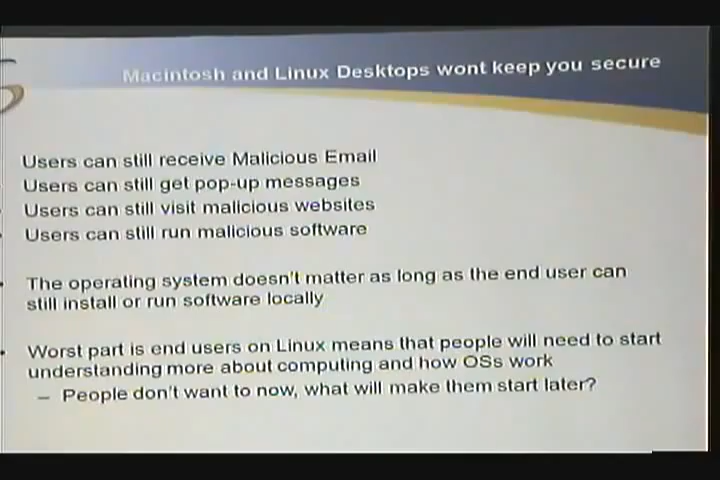 Macintosh and Linux Desktops wont keep you secure
Users can still receive Malicious Email
Users can still get pop-up messages
Users can still visit malicious websites
Users can still run malicious software
The operating system doesn't matter as long as the end user can
still install or run software locally
Worst part is end users on Linux means that people will need to start
understanding more about computing and how OSs work
– People don't want to now, what will make them start later?